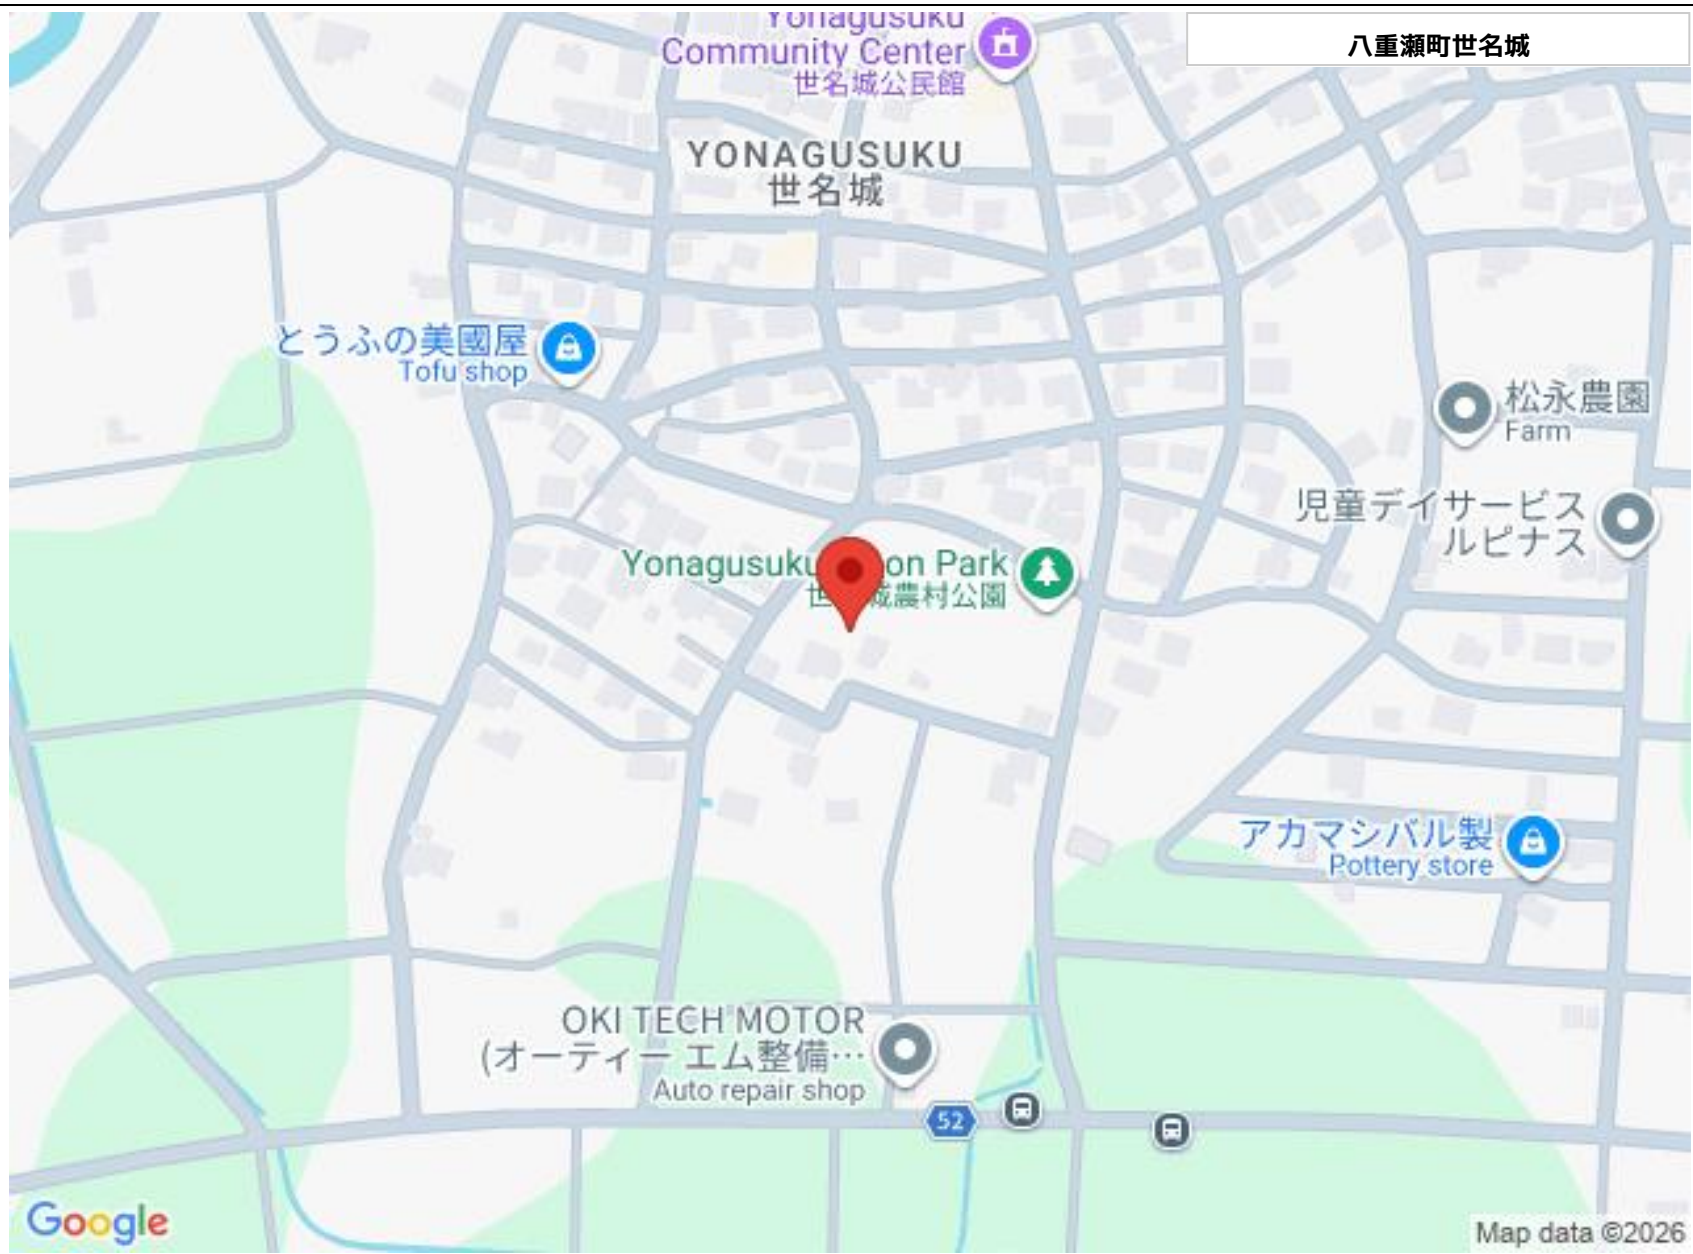 Yonagusuku
Community Center
世名城公民館
八重瀬町世名城
YONAGUSUKU
世名城
とうふの美國屋
Tofu shop
松永農園
Farm
児童デイサービス
ルピナス
Yonagusuku on Park
世 城農村公園
アカマシバル製
Pottery store
OKI TECH MOTOR
(オーティー エム整備…
Auto repair shop
52
Google
Map data ©2026